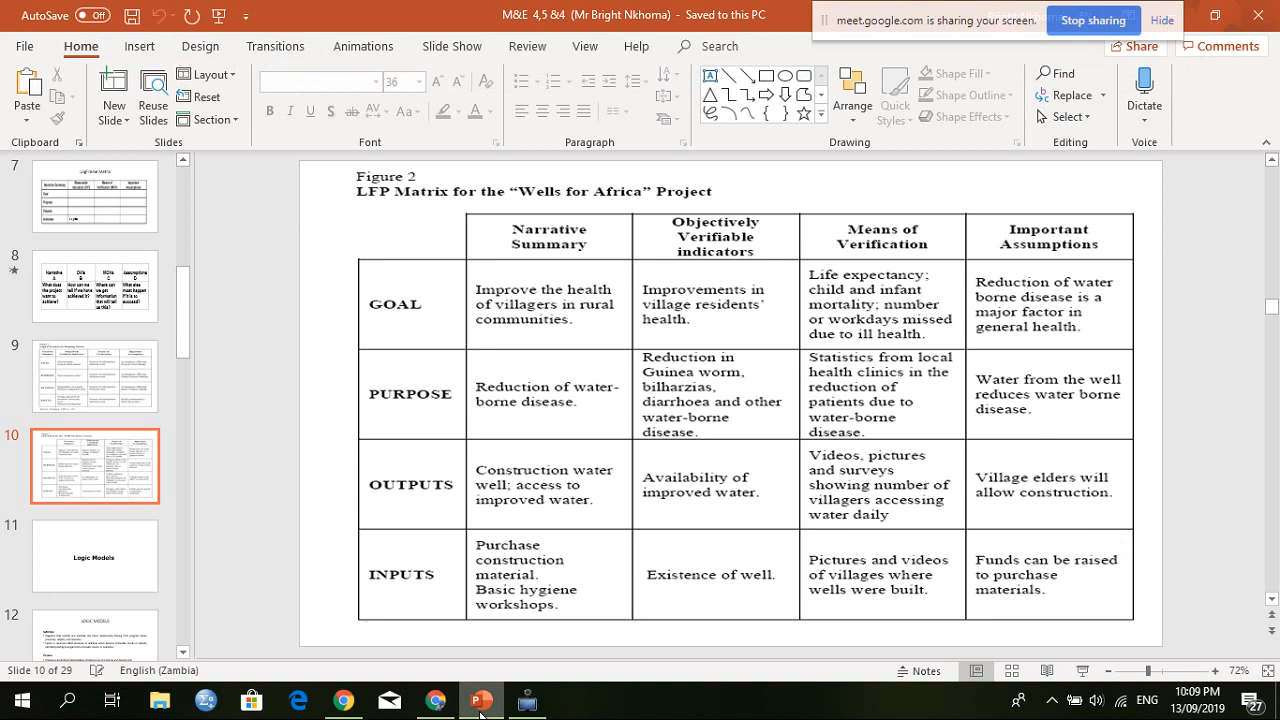 AutoSave Off
M&E 4,5 &4 (Mr Bright Nkhoma) - Saved to this PC
meet.google.com is sharing your screen. Stop sharing Hide
File Home Insert Design Transitions Animations Slide Show Review View Help Search Share Comments
Paste
New Slide
Reuse Slides
Layout
Reset
Section
36
Arrange
Quick Styles
Shape Fill
Shape Outline
Shape Effects
Find
Replace
Select
Dictate
Clipboard Slides Font Paragraph Drawing Editing Voice
7
8
9
10
11
Logic Models
12
LOGIC MODELS
Figure 2
LFP Matrix for the “Wells for Africa” Project
Narrative
Summary
Objectively
Verifiable
indicators
Means of
Verification
Important
Assumptions
GOAL
Improve the health
of villagers in rural
communities.
Improvements in
village residents’
health.
Life expectancy;
child and infant
mortality; number
or workdays missed
due to ill health.
Reduction of water
borne disease is a
major factor in
general health.
PURPOSE
Reduction of water-
borne disease.
Reduction in
Guinea worm,
bilharzias,
diarrhoea and other
water-borne
disease.
Statistics from local
health clinics in the
reduction of
patients due to
water-borne
disease.
Water from the well
reduces water borne
disease.
OUTPUTS
Construction water
well; access to
improved water.
Availability of
improved water.
Videos, pictures
and surveys
showing number of
villagers accessing
water daily
Village elders will
allow construction.
INPUTS
Purchase
construction
material.
Basic hygiene
workshops.
Existence of well.
Pictures and videos
of villages where
wells were built.
Funds can be raised
to purchase
materials.
Slide 10 of 29 English (Zambia) Notes 72%
ENG
10:09 PM
13/09/2019
27